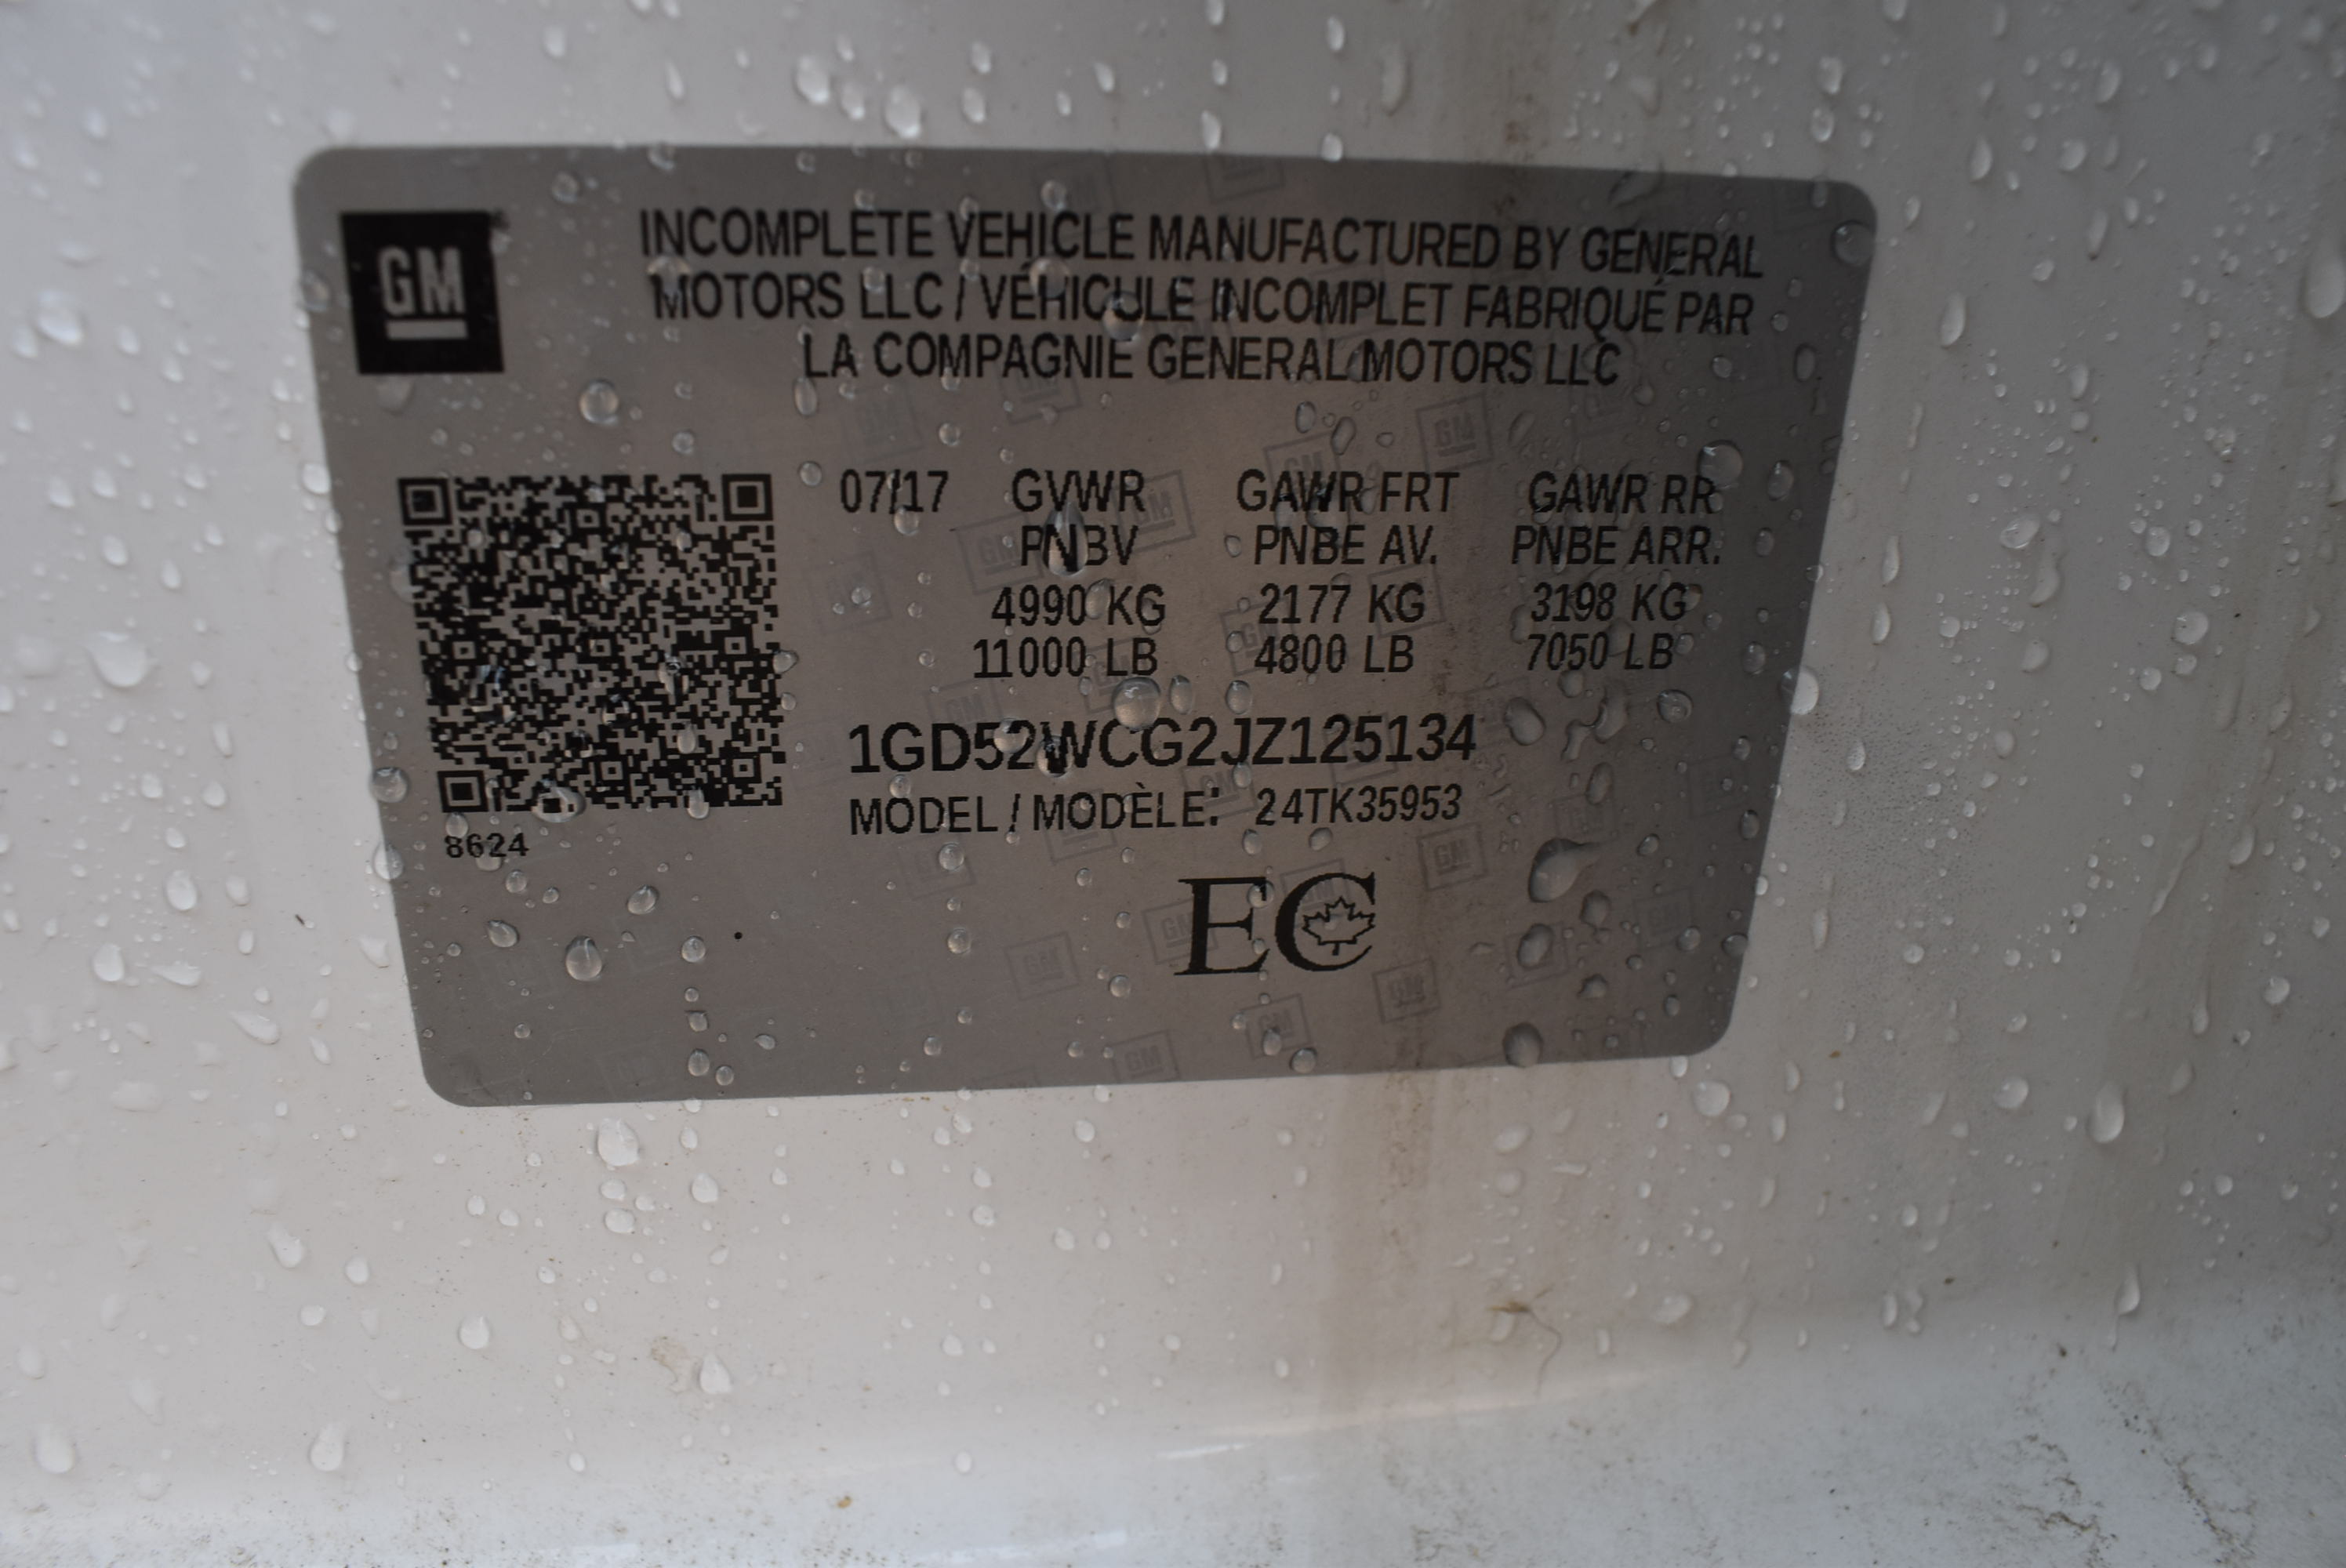 GM
INCOMPLETE VEHICLE MANUFACTURED BY GENERAL
MOTORS LLC / VÉHICULE INCOMPLET FABRIQUÉ PAR
LA COMPAGNIE GENERAL MOTORS LLC
07/17 GVWR GAWR FRT GAWR RR
PNBV PNBE AV. PNBE ARR.
4990 KG 2177 KG 3198 KG
11000 LB 4800 LB 7050 LB
1GD52WCG2JZ125134
MODEL / MODÈLE: 24TK35953
8624
EC